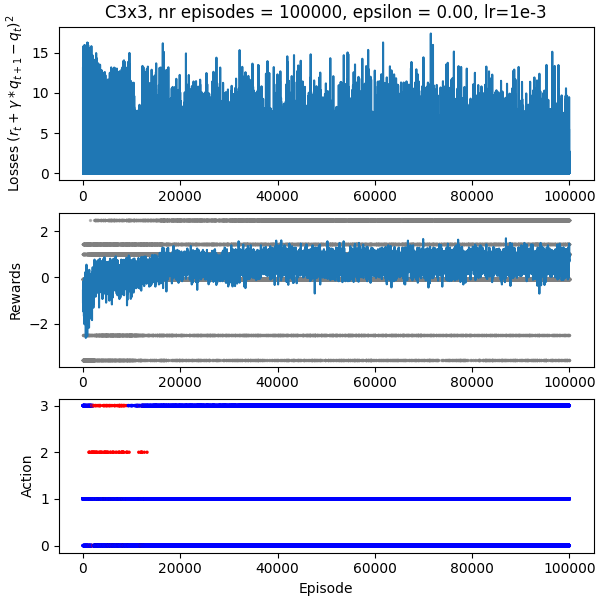 C3x3, nr episodes = 100000, epsilon = 0.00, lr=1e-3
Losses $(r_t + \gamma * q_{t+1} - q_t)^2$
15
10
5
0
0 20000 40000 60000 80000 100000
Rewards
2
0
−2
0 20000 40000 60000 80000 100000
Action
3
2
1
0
0 20000 40000 60000 80000 100000
Episode